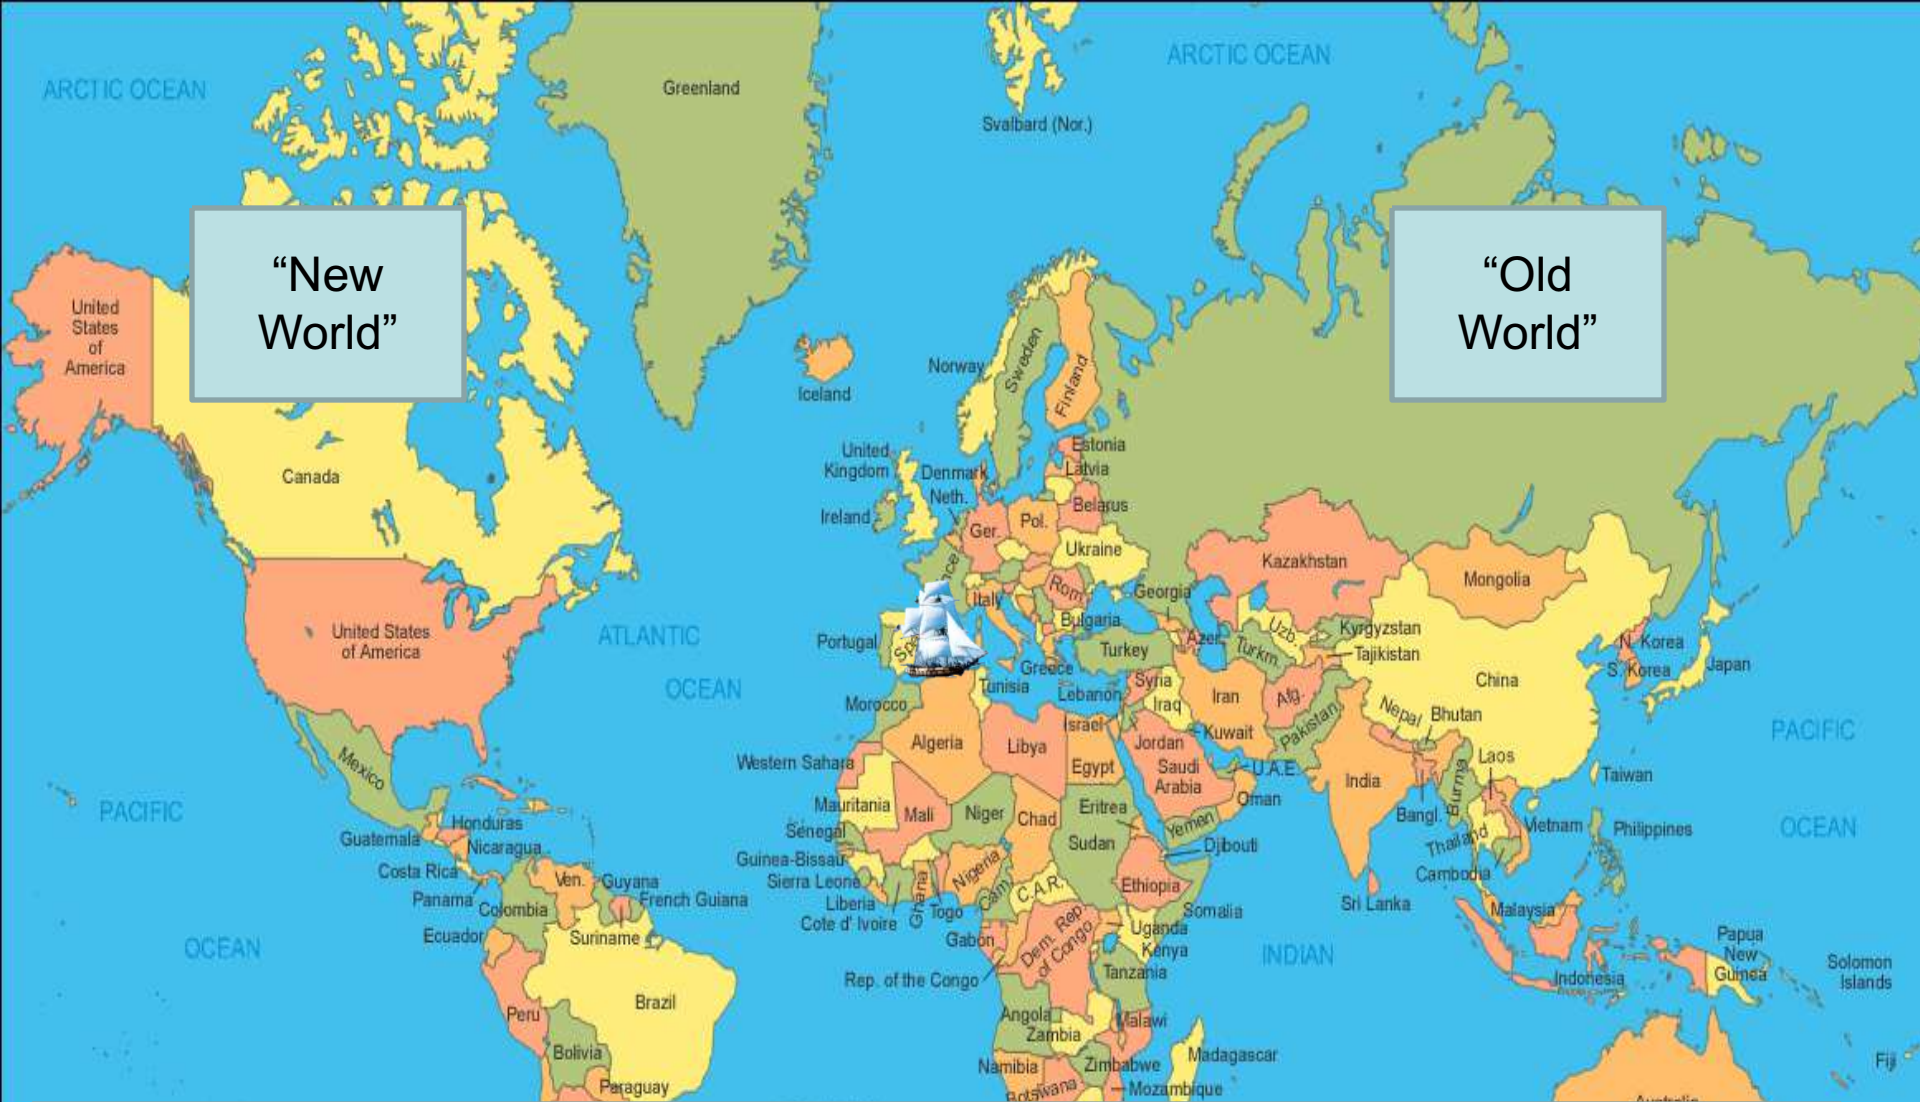 ARCTIC OCEAN
ARCTIC OCEAN
Greenland
Svalbard (Nor.)
“New
World”
“Old
World”
United
States
of
America
Iceland
Norway
Sweden
Finland
Canada
United
Kingdom
Ireland
Denmark
Neth.
Estonia
Latvia
Belarus
Ger.
Pol.
Ukraine
Kazakhstan
Mongolia
United States
of America
ATLANTIC
OCEAN
Portugal
Italy
Rom.
Bulgaria
Greece
Turkey
Georgia
Azer.
Uzb.
Turkm.
Kyrgyzstan
Tajikistan
China
N. Korea
S. Korea
Japan
Morocco
Tunisia
Lebanon
Syria
Iraq
Iran
Afg.
Pakistan
Nepal
Bhutan
Israel
Kuwait
Jordan
Algeria
Libya
Egypt
Saudi
Arabia
U.A.E.
Oman
India
Bangl.
Burma
Laos
Taiwan
PACIFIC
OCEAN
Mexico
Western Sahara
Mauritania
Mali
Niger
Chad
Sudan
Eritrea
Yemen
Djibouti
Thailand
Vietnam
Cambodia
Philippines
PACIFIC
OCEAN
Guatemala
Honduras
Nicaragua
Costa Rica
Panama
Ven.
Guyana
French Guiana
Colombia
Suriname
Ecuador
Senegal
Guinea-Bissau
Sierra Leone
Liberia
Cote d' Ivoire
Ghana
Togo
Nigeria
Cam.
C.A.R.
Ethiopia
Somalia
Sri Lanka
Malaysia
Gabon
Rep. of the Congo
Dem. Rep.
of Congo
Uganda
Kenya
Tanzania
INDIAN
Indonesia
Papua
New
Guinea
Solomon
Islands
Peru
Brazil
Bolivia
Paraguay
Angola
Zambia
Malawi
Namibia
Zimbabwe
Botswana
Mozambique
Madagascar
Fiji